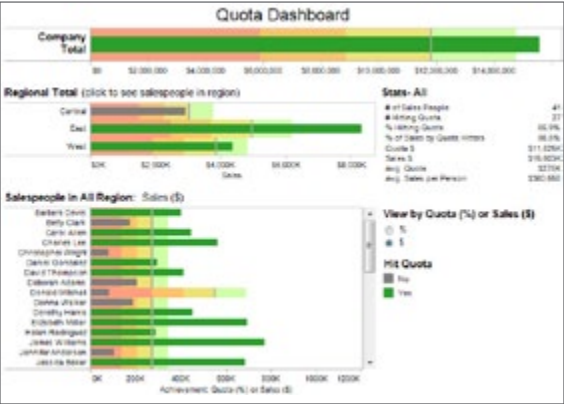 Quota Dashboard
Company
Total
$0 $2,000,000 $4,000,000 $6,000,000 $8,000,000 $10,000,000 $12,000,000 $14,000,000
Regional Total (click to see salespeople in region)
Central
East
West
$0K $2,000K $4,000K $6,000K $8,000K
Sales
Stats- All
# of Sales People 41
# Hitting Quota 27
% Hitting Quota
% of Sales by Quota Hitters
Quota $
Sales $
Avg. Quota
Avg. Sales per Person
Salespeople in All Region: Sales ($)
Barbara Davis
Betty Clark
Carol Allen
Charles Lee
Christopher Wright
Daniel Gonzalez
David Thompson
Deborah Adams
Donald Mitchell
Donna Walker
Dorothy Harris
Elizabeth Miller
Helen Rodriguez
James Williams
Jennifer Anderson
Jessica Baker
0K 200K 400K 600K 800K 1000K 1200K
Achievement: Quota (%) or Sales ($)
View by Quota (%) or Sales ($)
%
$
Hit Quota
No
Yes